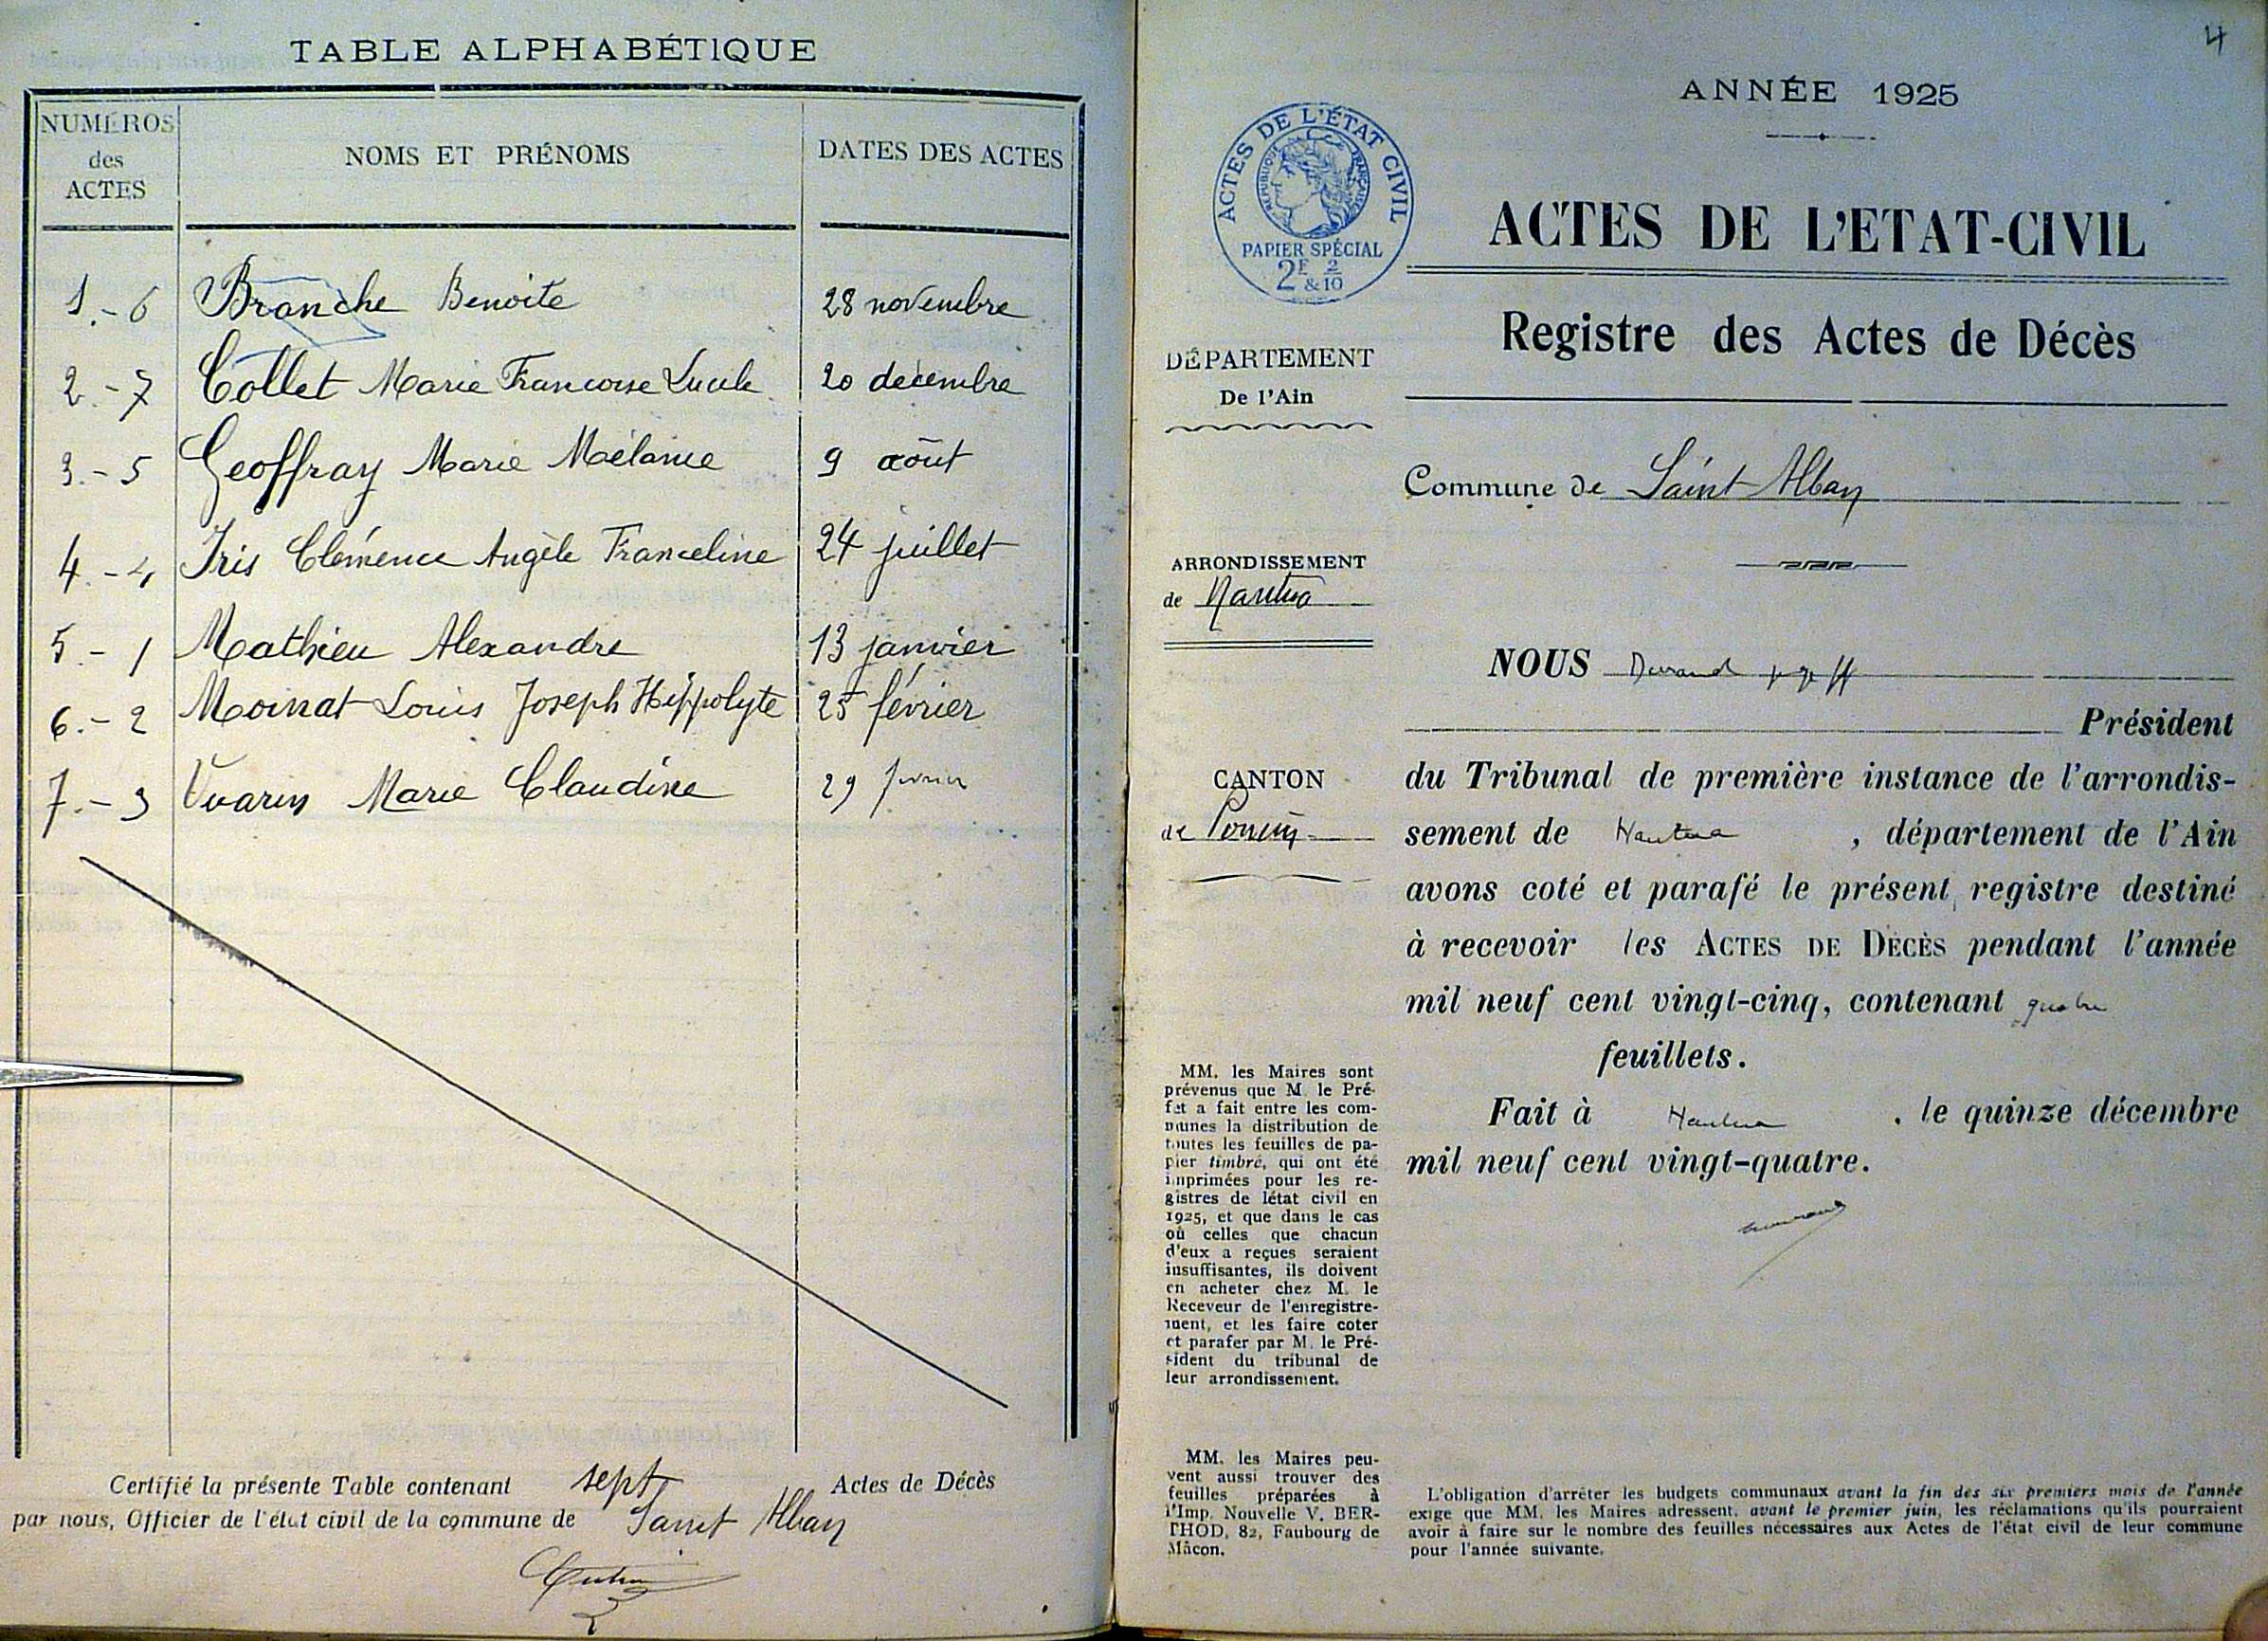 TABLE ALPHABÉTIQUE
NUMÉROS
des
ACTES
NOMS ET PRÉNOMS
DATES DES ACTES
1.- 6 Branche Benoite 28 novembre
2.- 7 Collet Marie Francoise Lucile 20 décembre
3.- 5 Geoffray Marie Mélanie 9 août
4.- 4 Iris Clémence Angèle Franceline 24 juillet
5.- 1 Mathieu Alexandre 13 janvier
6.- 2 Moinat Louis Joseph Hippolyte 25 février
7.- 3 Vuarin Marie Claudine 29 février
Certifié la présente Table contenant sept Actes de Décès
par nous, Officier de l'état civil de la commune de Saint Alban
4
ANNÉE 1925
ACTES DE L'ÉTAT CIVIL
RÉPUBLIQUE FRANÇAISE
PAPIER SPÉCIAL
2F & 2/10
ACTES DE L'ETAT-CIVIL
Registre des Actes de Décès
DÉPARTEMENT
De l'Ain
Commune de Saint Alban
ARRONDISSEMENT
de Nantua
CANTON
de Poncin
NOUS Durand
Président
du Tribunal de première instance de l'arrondis-
sement de Nantua , département de l'Ain
avons coté et parafé le présent registre destiné
à recevoir les ACTES DE DÉCÈS pendant l'année
mil neuf cent vingt-cinq, contenant quatre
feuillets.
Fait à Nantua , le quinze décembre
mil neuf cent vingt-quatre.
MM. les Maires sont
prévenus que M. le Pré-
fet a fait entre les com-
munes la distribution de
toutes les feuilles de pa-
pier timbré, qui ont été
imprimées pour les re-
gistres de létat civil en
1925, et que dans le cas
où celles que chacun
d'eux a reçues seraient
insuffisantes, ils doivent
en acheter chez M. le
Receveur de l'enregistre-
ment, et les faire coter
et parafer par M. le Pré-
sident du tribunal de
leur arrondissement.
MM. les Maires peu-
vent aussi trouver des
feuilles préparées à
l'Imp. Nouvelle V. BER-
THOD, 82, Faubourg de
Mâcon.
L'obligation d'arrêter les budgets communaux avant la fin des six premiers mois de l'année
exige que MM. les Maires adressent, avant le premier juin, les réclamations qu'ils pourraient
avoir à faire sur le nombre des feuilles nécessaires aux Actes de l'état civil de leur commune
pour l'année suivante.